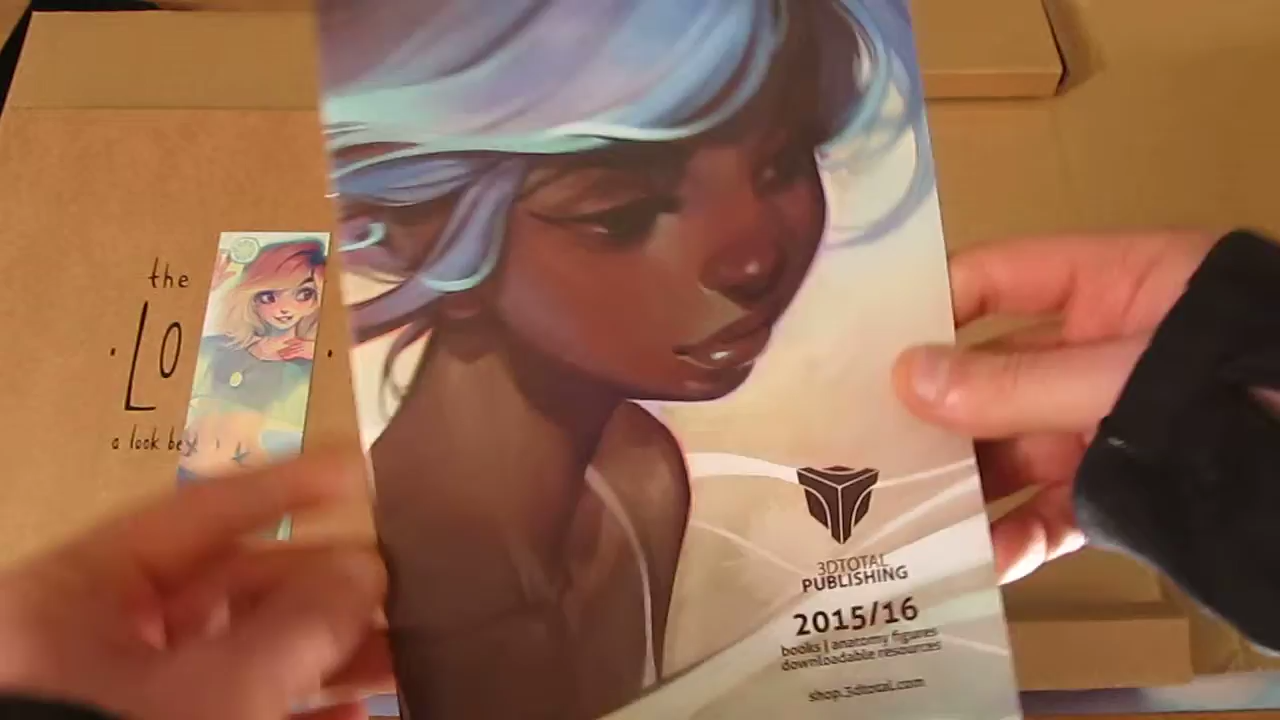 the
Lo
a look be
3DTOTAL
PUBLISHING
2015/16
books | anatomy figures
downloadable resources
shop.3dtotal.com